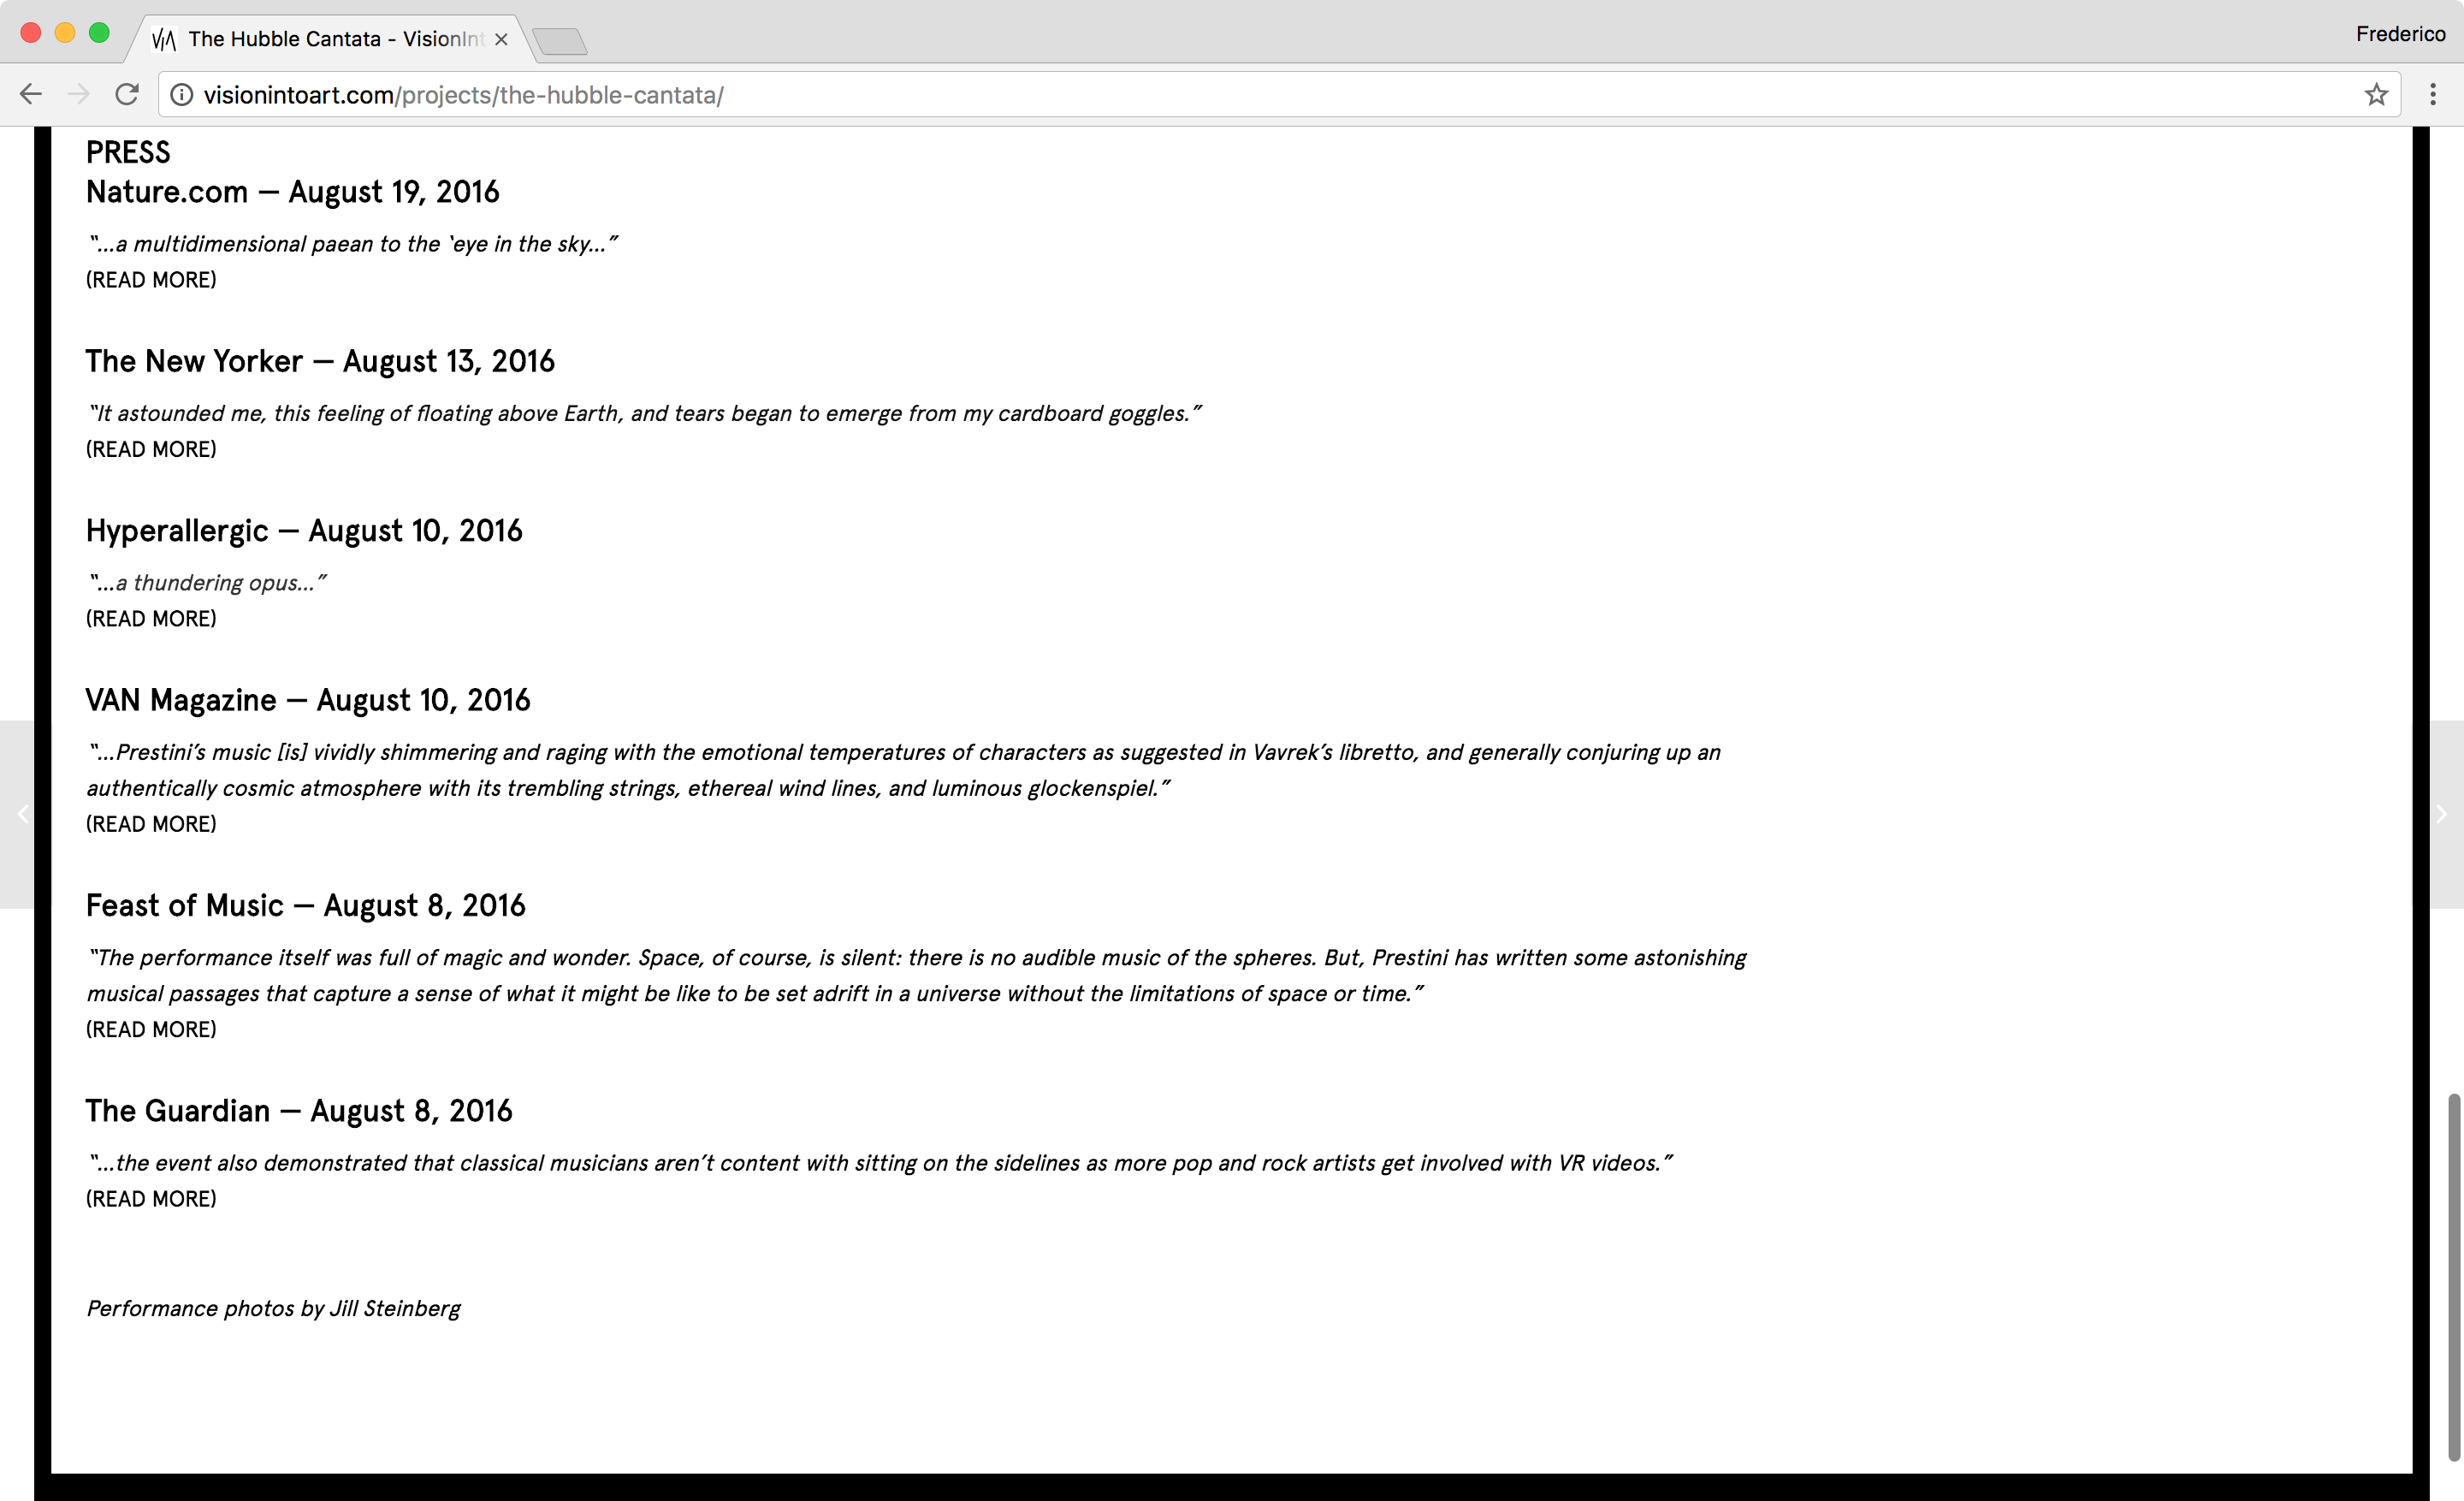 The Hubble Cantata - VisionInt
Frederico
visionintoart.com/projects/the-hubble-cantata/
PRESS
Nature.com — August 19, 2016
“…a multidimensional paean to the ‘eye in the sky…”
(READ MORE)
The New Yorker — August 13, 2016
“It astounded me, this feeling of floating above Earth, and tears began to emerge from my cardboard goggles.”
(READ MORE)
Hyperallergic — August 10, 2016
“…a thundering opus…”
(READ MORE)
VAN Magazine — August 10, 2016
“…Prestini’s music [is] vividly shimmering and raging with the emotional temperatures of characters as suggested in Vavrek’s libretto, and generally conjuring up an
authentically cosmic atmosphere with its trembling strings, ethereal wind lines, and luminous glockenspiel.”
(READ MORE)
Feast of Music — August 8, 2016
“The performance itself was full of magic and wonder. Space, of course, is silent: there is no audible music of the spheres. But, Prestini has written some astonishing
musical passages that capture a sense of what it might be like to be set adrift in a universe without the limitations of space or time.”
(READ MORE)
The Guardian — August 8, 2016
“…the event also demonstrated that classical musicians aren’t content with sitting on the sidelines as more pop and rock artists get involved with VR videos.”
(READ MORE)
Performance photos by Jill Steinberg